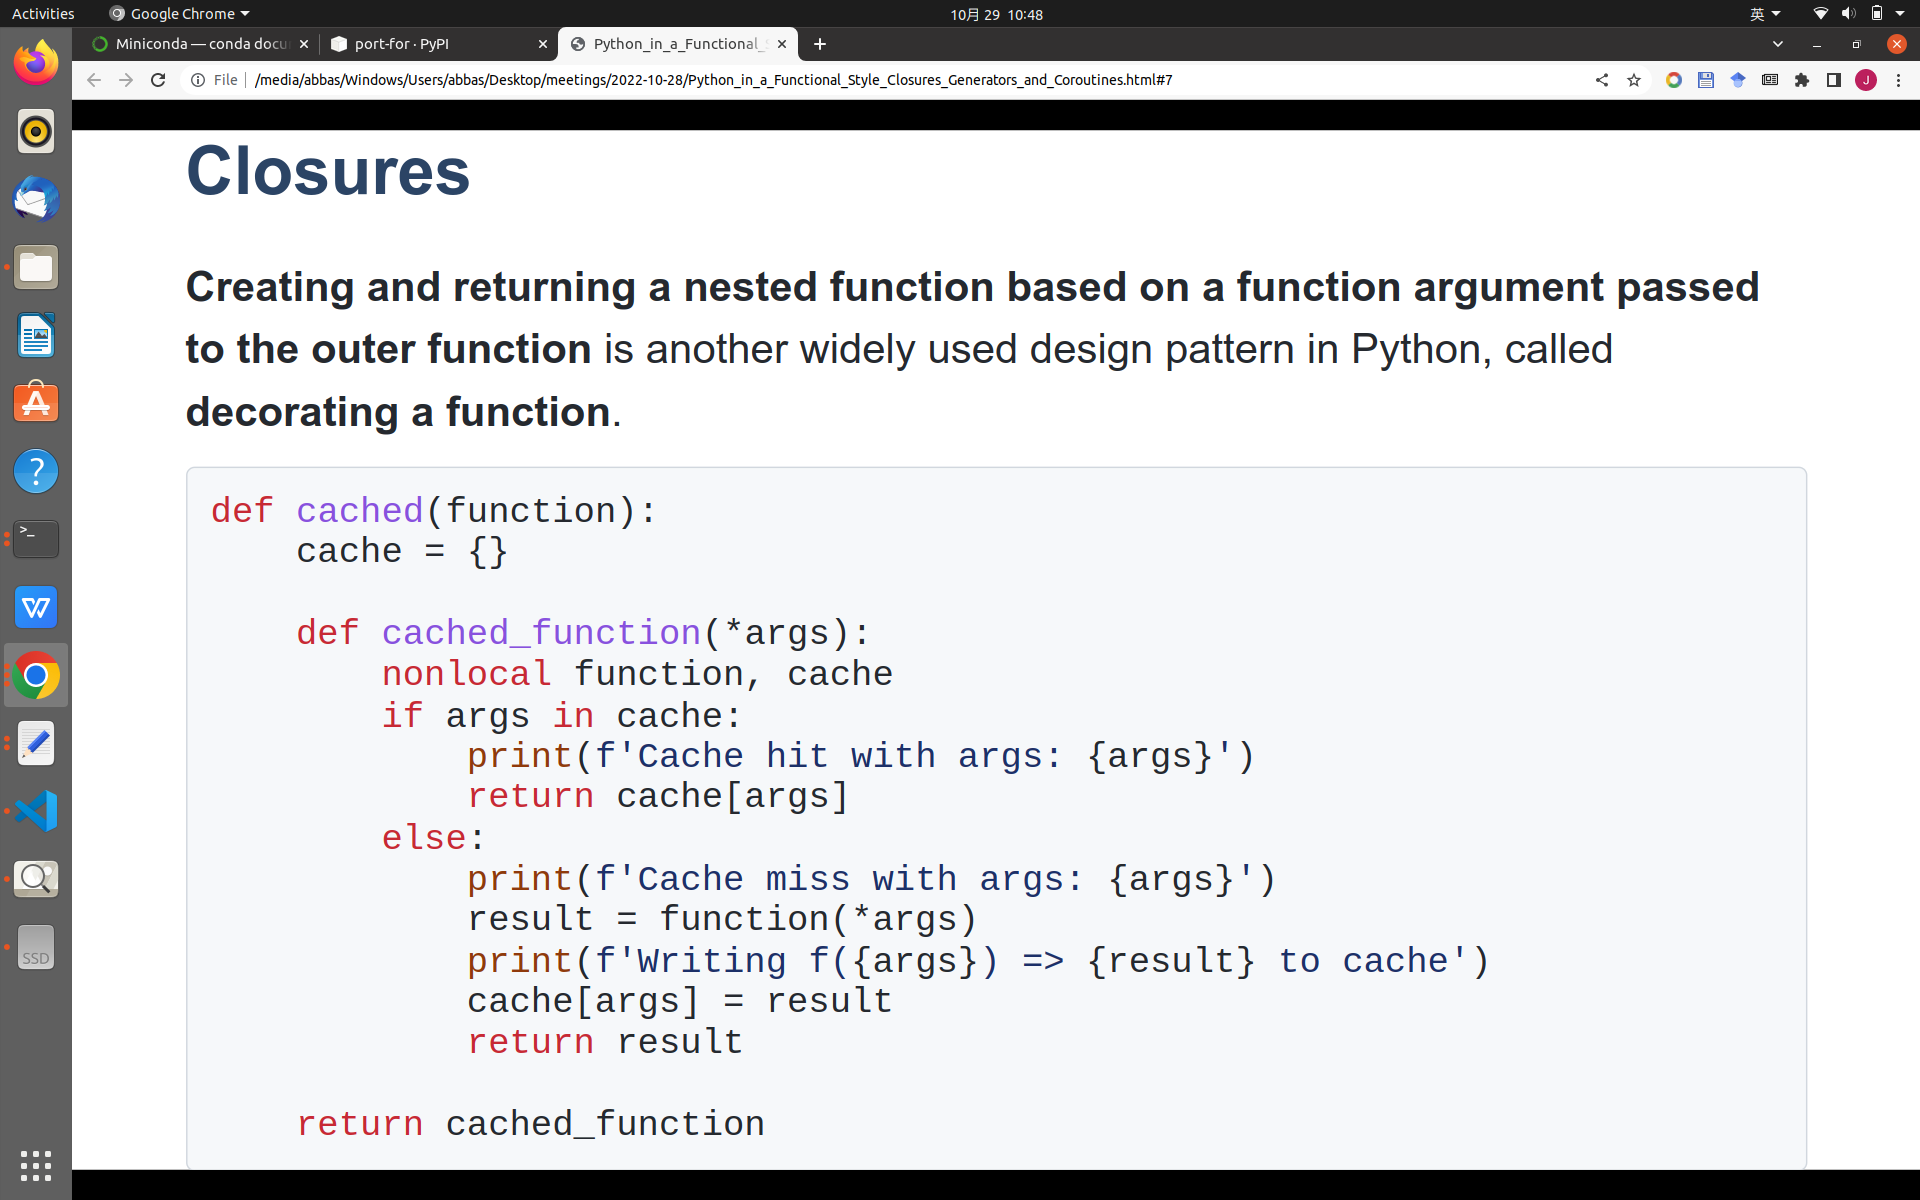 Activities
Google Chrome
10月 29 10:48
英
Miniconda — conda docu
port-for · PyPI
Python_in_a_Functional_
File
/media/abbas/Windows/Users/abbas/Desktop/meetings/2022-10-28/Python_in_a_Functional_Style_Closures_Generators_and_Coroutines.html#7
J
Closures
Creating and returning a nested function based on a function argument passed
to the outer function is another widely used design pattern in Python, called
decorating a function.
def cached(function):
    cache = {}
    def cached_function(*args):
        nonlocal function, cache
        if args in cache:
            print(f'Cache hit with args: {args}')
            return cache[args]
        else:
            print(f'Cache miss with args: {args}')
            result = function(*args)
            print(f'Writing f({args}) => {result} to cache')
            cache[args] = result
            return result
    return cached_function
SSD